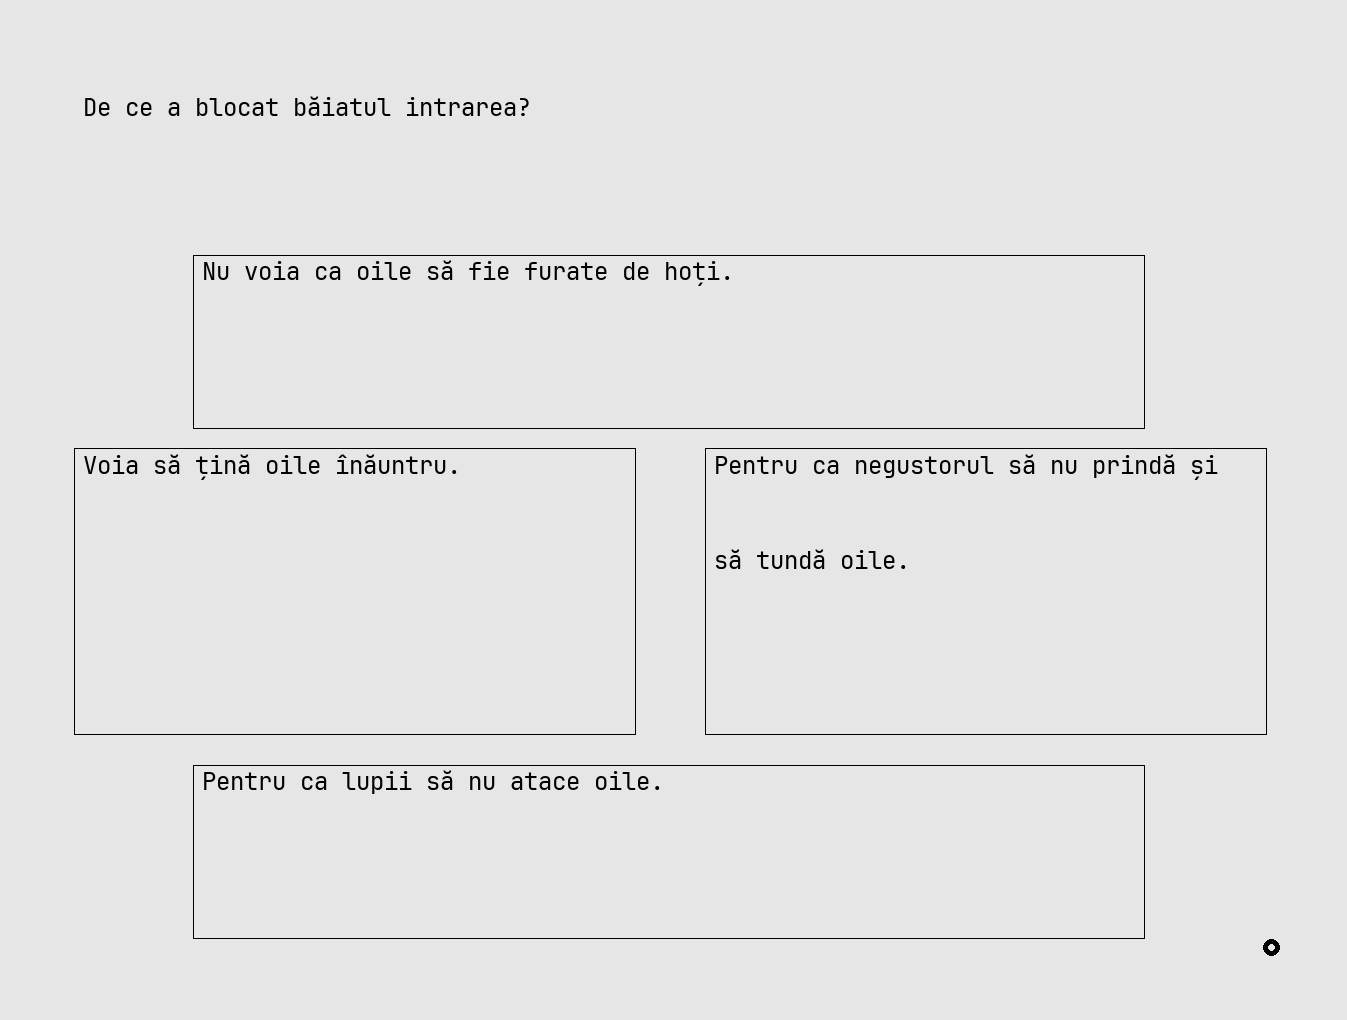 De ce a blocat băiatul intrarea?
Nu voia ca oile să fie furate de hoți.
Voia să țină oile înăuntru.
Pentru ca negustorul să nu prindă și
să tundă oile.
Pentru ca lupii să nu atace oile.